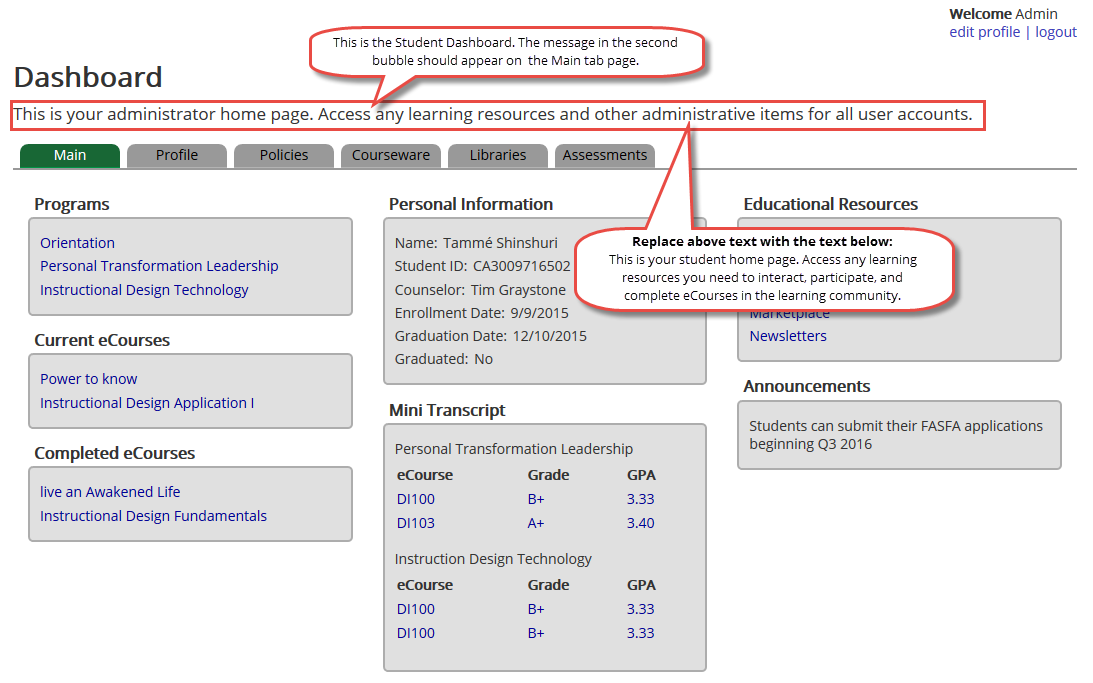 Welcome Admin
edit profile | logout
This is the Student Dashboard. The message in the second
bubble should appear on the Main tab page.
Dashboard
This is your administrator home page. Access any learning resources and other administrative items for all user accounts.
Main Profile Policies Courseware Libraries Assessments
Programs
Orientation
Personal Transformation Leadership
Instructional Design Technology
Current eCourses
Power to know
Instructional Design Application I
Completed eCourses
live an Awakened Life
Instructional Design Fundamentals
Personal Information
Name: Tammé Shinshuri
Student ID: CA3009716502
Counselor: Tim Graystone
Enrollment Date: 9/9/2015
Graduation Date: 12/10/2015
Graduated: No
Mini Transcript
Personal Transformation Leadership
eCourse Grade GPA
DI100 B+ 3.33
DI103 A+ 3.40
Instruction Design Technology
eCourse Grade GPA
DI100 B+ 3.33
DI100 B+ 3.33
Educational Resources
Replace above text with the text below:
This is your student home page. Access any learning
resources you need to interact, participate, and
complete eCourses in the learning community.
Marketplace
Newsletters
Announcements
Students can submit their FASFA applications
beginning Q3 2016